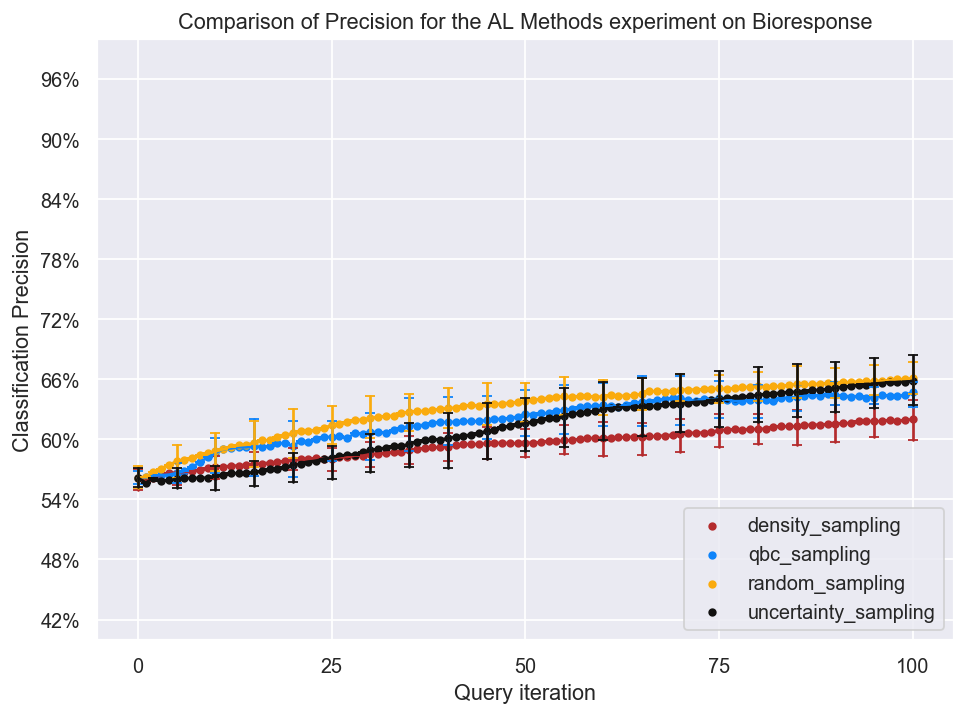 Comparison of Precision for the AL Methods experiment on Bioresponse
Classification Precision
96%
90%
84%
78%
72%
66%
60%
54%
48%
42%
density_sampling
qbc_sampling
random_sampling
uncertainty_sampling
0 25 50 75 100
Query iteration